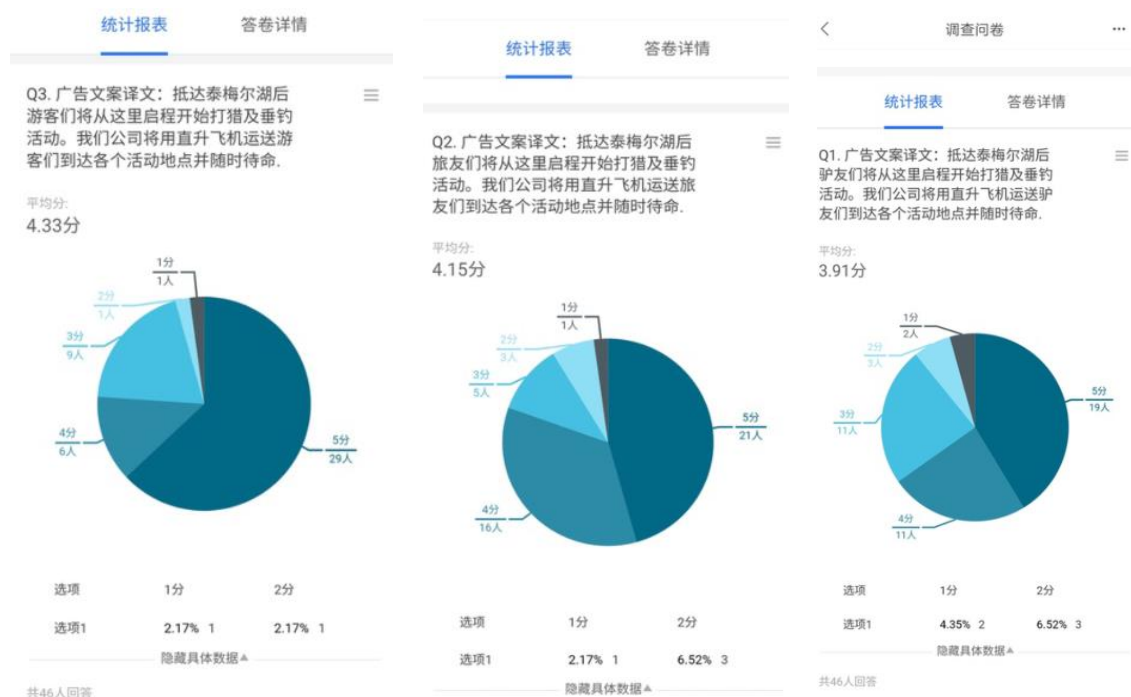 统计报表 答卷详情
Q3. 广告文案译文：抵达泰梅尔湖后
游客们将从这里启程开始打猎及垂钓
活动。我们公司将用直升飞机运送游
客们到达各个活动地点并随时待命.
平均分:
4.33分
1分
1人
2分
1人
3分
9人
4分
6人
5分
29人
选项 1分 2分
选项1 2.17% 1 2.17% 1
隐藏具体数据▲
共46人回答
统计报表 答卷详情
Q2. 广告文案译文：抵达泰梅尔湖后
旅友们将从这里启程开始打猎及垂钓
活动。我们公司将用直升飞机运送旅
友们到达各个活动地点并随时待命.
平均分:
4.15分
1分
1人
2分
3人
3分
5人
4分
16人
5分
21人
选项 1分 2分
选项1 2.17% 1 6.52% 3
隐藏具体数据▲
调查问卷
统计报表 答卷详情
Q1. 广告文案译文：抵达泰梅尔湖后
驴友们将从这里启程开始打猎及垂钓
活动。我们公司将用直升飞机运送驴
友们到达各个活动地点并随时待命.
平均分:
3.91分
1分
2人
2分
3人
3分
11人
4分
11人
5分
19人
选项 1分 2分
选项1 4.35% 2 6.52% 3
隐藏具体数据▲
共46人回答